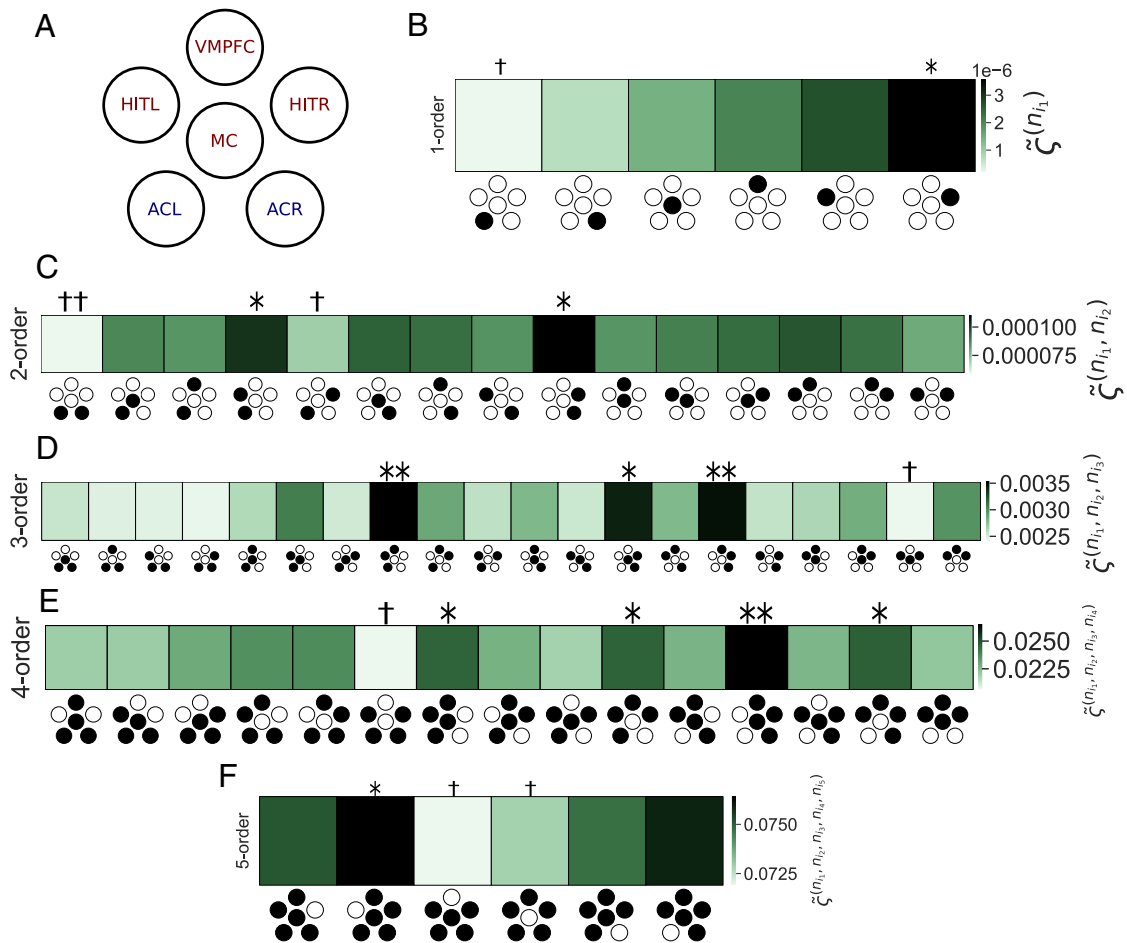 A
VMPFC
HITL
HITR
MC
ACL
ACR
B
†
*
1e−6
1-order
3
2
1
ζ̃(n_{i_1})
C
††
*
†
*
2-order
0.000100
0.000075
ζ̃(n_{i_1}, n_{i_2})
D
**
*
**
†
3-order
0.0035
0.0030
0.0025
ζ̃(n_{i_1}, n_{i_2}, n_{i_3})
E
†
*
*
**
*
4-order
0.0250
0.0225
ζ̃(n_{i_1}, n_{i_2}, n_{i_3}, n_{i_4})
F
*
†
†
5-order
0.0750
0.0725
ζ̃(n_{i_1}, n_{i_2}, n_{i_3}, n_{i_4}, n_{i_5})